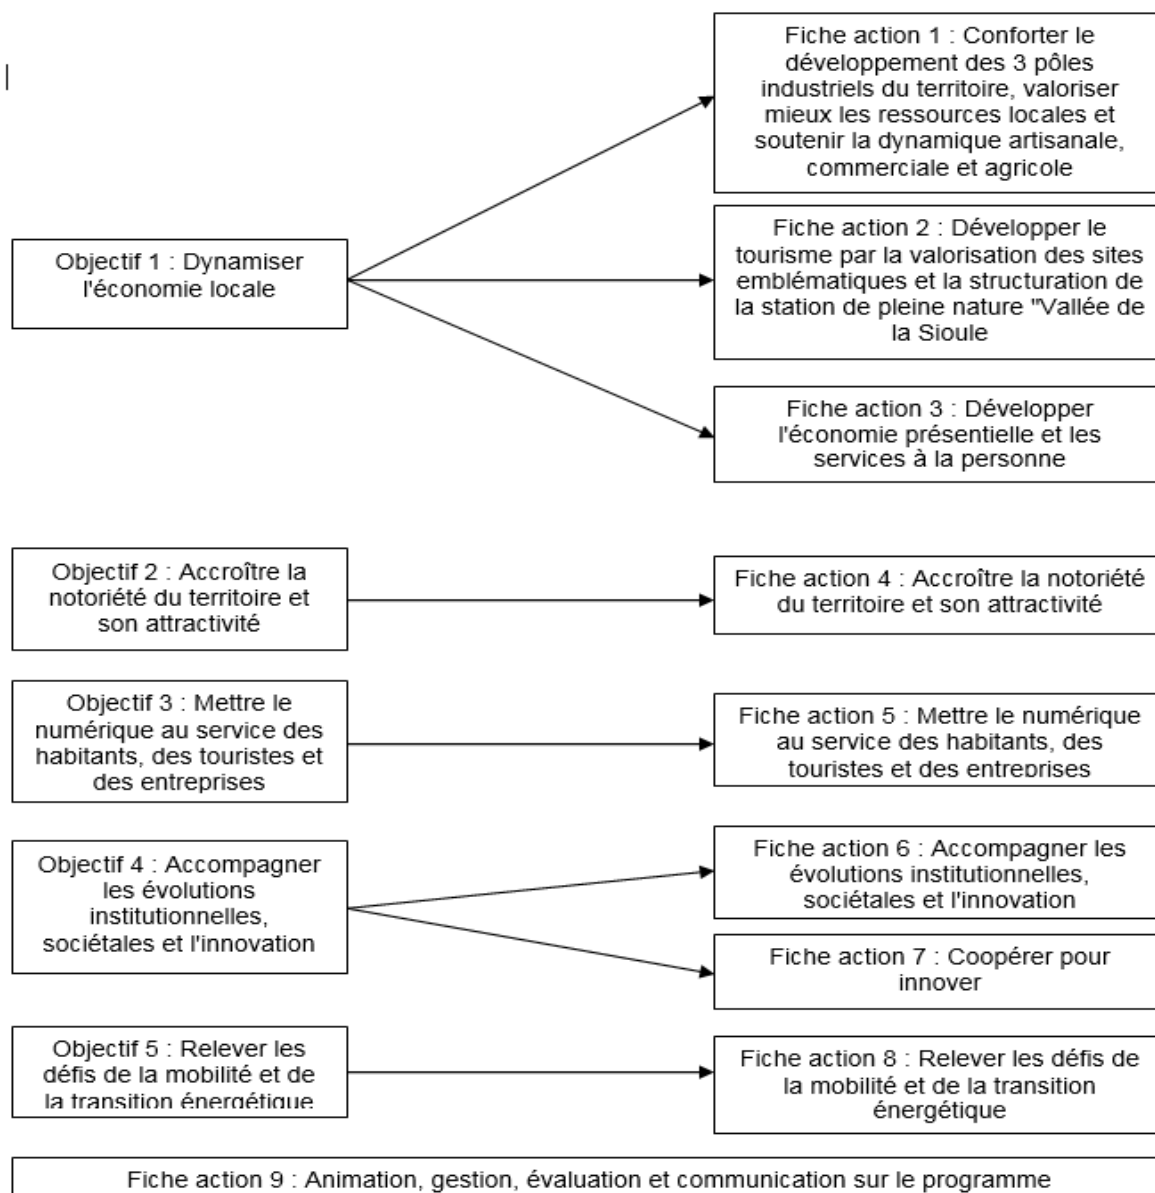 Fiche action 1 : Conforter le
développement des 3 pôles
industriels du territoire, valoriser
mieux les ressources locales et
soutenir la dynamique artisanale,
commerciale et agricole
Objectif 1 : Dynamiser
l'économie locale
Fiche action 2 : Développer le
tourisme par la valorisation des sites
emblématiques et la structuration de
la station de pleine nature "Vallée de
la Sioule
Fiche action 3 : Développer
l'économie présentielle et les
services à la personne
Objectif 2 : Accroître la
notoriété du territoire et
son attractivité
Fiche action 4 : Accroître la notoriété
du territoire et son attractivité
Objectif 3 : Mettre le
numérique au service des
habitants, des touristes et
des entreprises
Fiche action 5 : Mettre le numérique
au service des habitants, des
touristes et des entreprises
Objectif 4 : Accompagner
les évolutions
institutionnelles,
sociétales et l'innovation
Fiche action 6 : Accompagner les
évolutions institutionnelles,
sociétales et l'innovation
Fiche action 7 : Coopérer pour
innover
Objectif 5 : Relever les
défis de la mobilité et de
la transition énergétique
Fiche action 8 : Relever les défis de
la mobilité et de la transition
énergétique
Fiche action 9 : Animation, gestion, évaluation et communication sur le programme